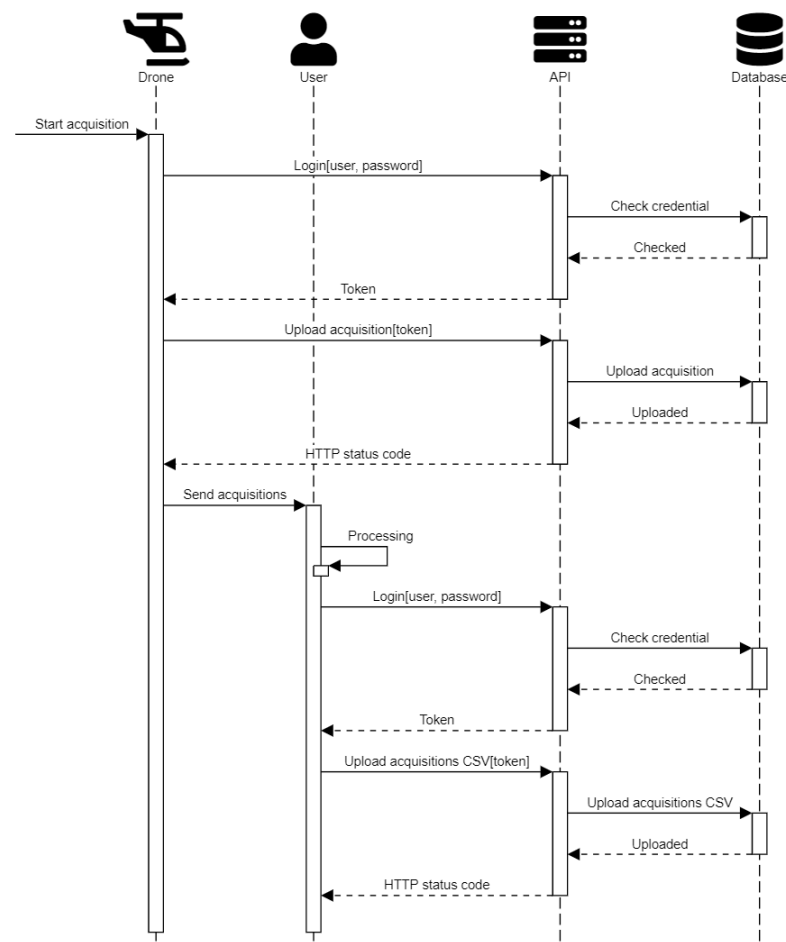 Drone
User
API
Database
Start acquisition
Login[user, password]
Check credential
Checked
Token
Upload acquisition[token]
Upload acquisition
Uploaded
HTTP status code
Send acquisitions
Processing
Login[user, password]
Check credential
Checked
Token
Upload acquisitions CSV[token]
Upload acquisitions CSV
Uploaded
HTTP status code